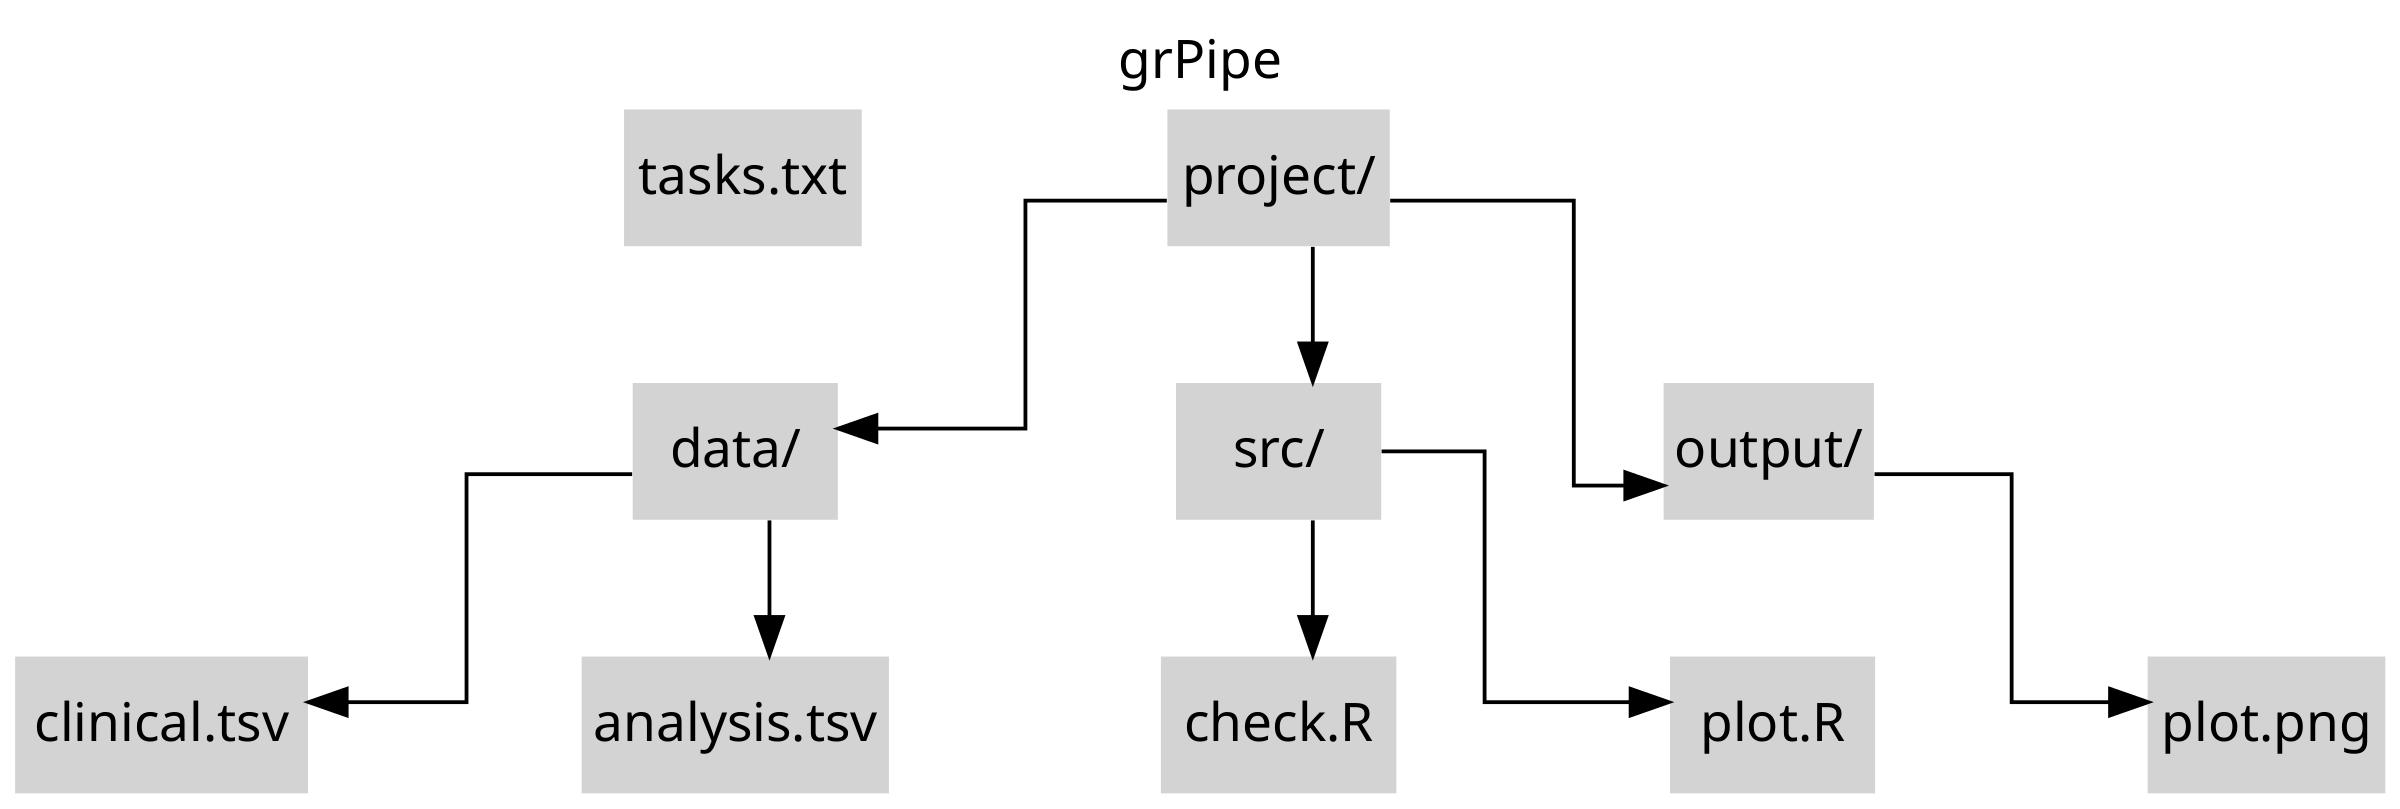 grPipe
tasks.txt
project/
data/
src/
output/
clinical.tsv
analysis.tsv
check.R
plot.R
plot.png